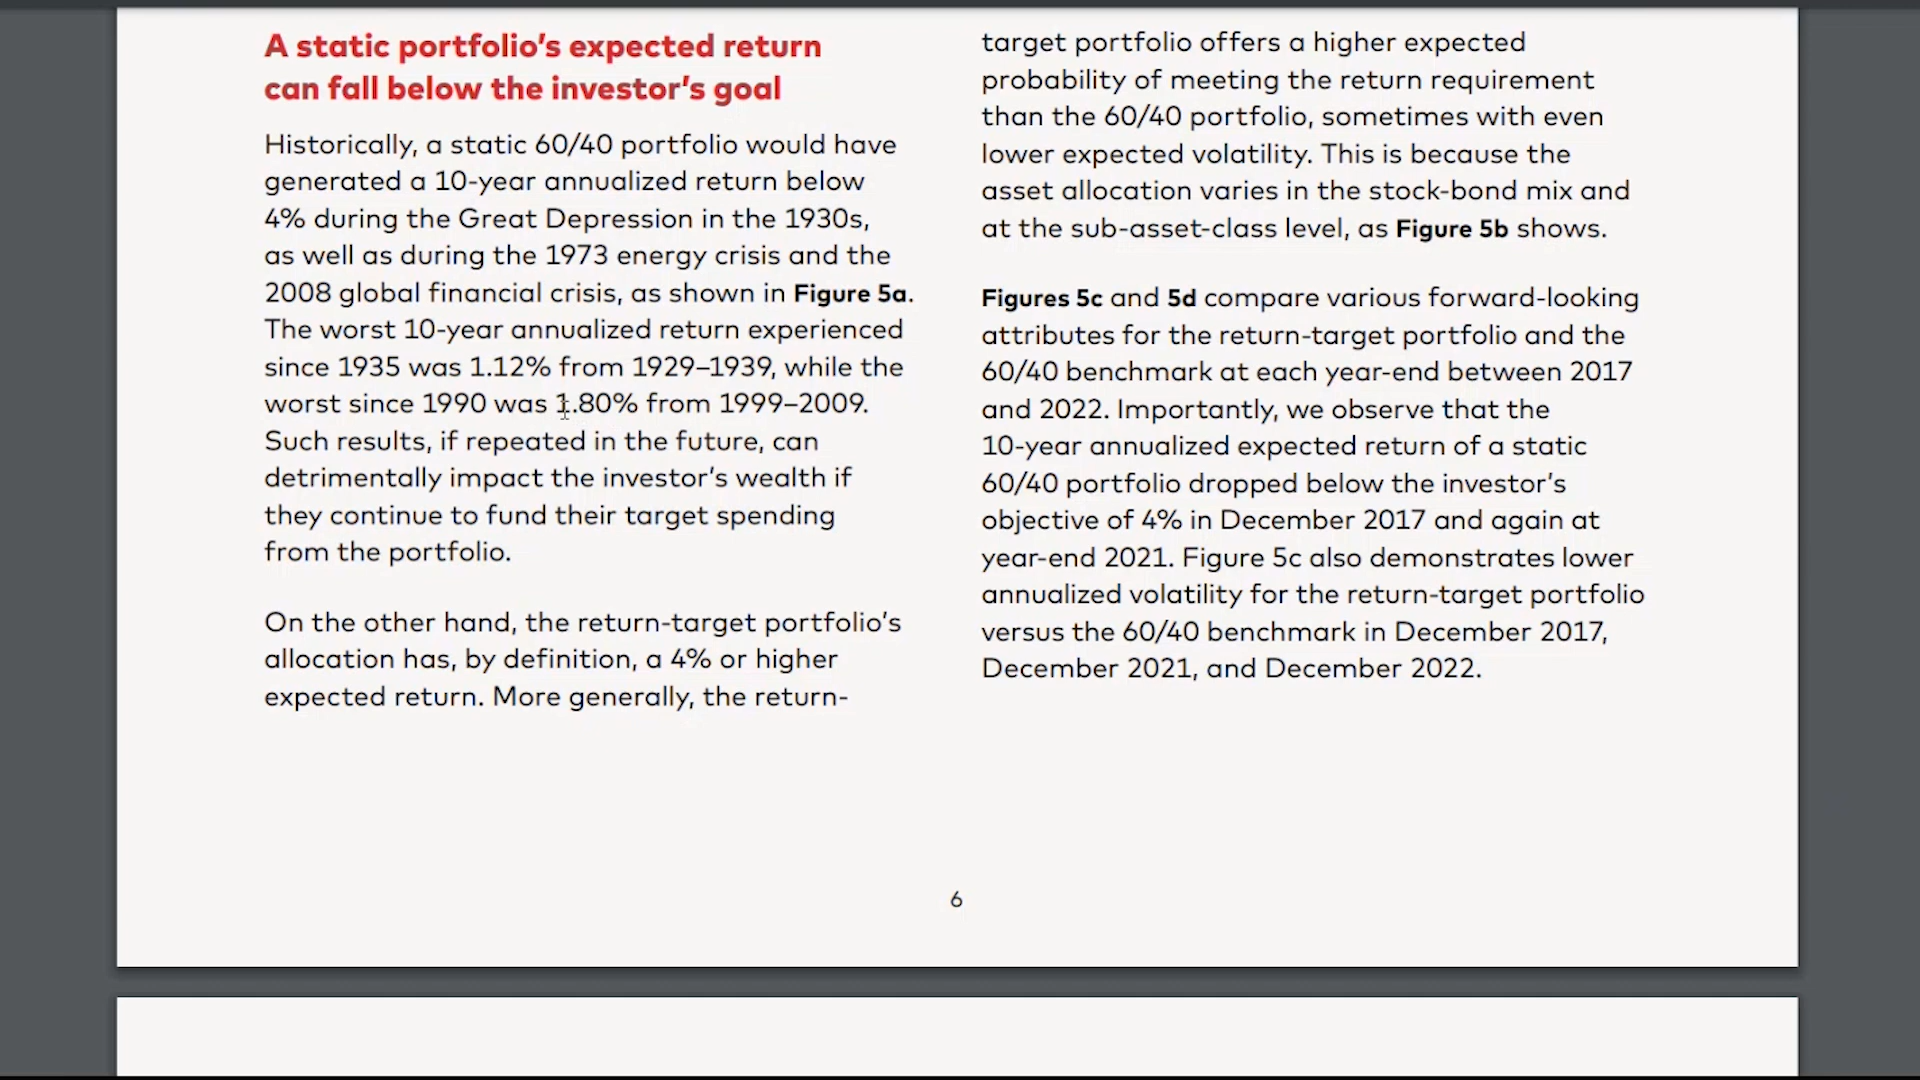 A static portfolio's expected return
can fall below the investor's goal
Historically, a static 60/40 portfolio would have
generated a 10-year annualized return below
4% during the Great Depression in the 1930s,
as well as during the 1973 energy crisis and the
2008 global financial crisis, as shown in Figure 5a.
The worst 10-year annualized return experienced
since 1935 was 1.12% from 1929–1939, while the
worst since 1990 was 1.80% from 1999–2009.
Such results, if repeated in the future, can
detrimentally impact the investor's wealth if
they continue to fund their target spending
from the portfolio.
On the other hand, the return-target portfolio's
allocation has, by definition, a 4% or higher
expected return. More generally, the return-
target portfolio offers a higher expected
probability of meeting the return requirement
than the 60/40 portfolio, sometimes with even
lower expected volatility. This is because the
asset allocation varies in the stock-bond mix and
at the sub-asset-class level, as Figure 5b shows.
Figures 5c and 5d compare various forward-looking
attributes for the return-target portfolio and the
60/40 benchmark at each year-end between 2017
and 2022. Importantly, we observe that the
10-year annualized expected return of a static
60/40 portfolio dropped below the investor's
objective of 4% in December 2017 and again at
year-end 2021. Figure 5c also demonstrates lower
annualized volatility for the return-target portfolio
versus the 60/40 benchmark in December 2017,
December 2021, and December 2022.
6